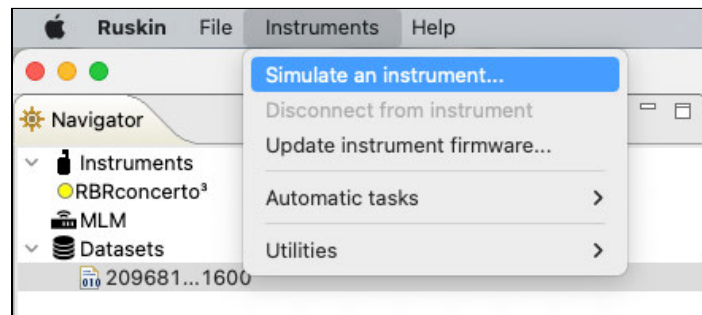 Ruskin File Instruments Help
Simulate an instrument...
Disconnect from instrument
Update instrument firmware...
Automatic tasks
Utilities
Navigator
Instruments
RBRconcerto³
MLM
Datasets
209681...1600